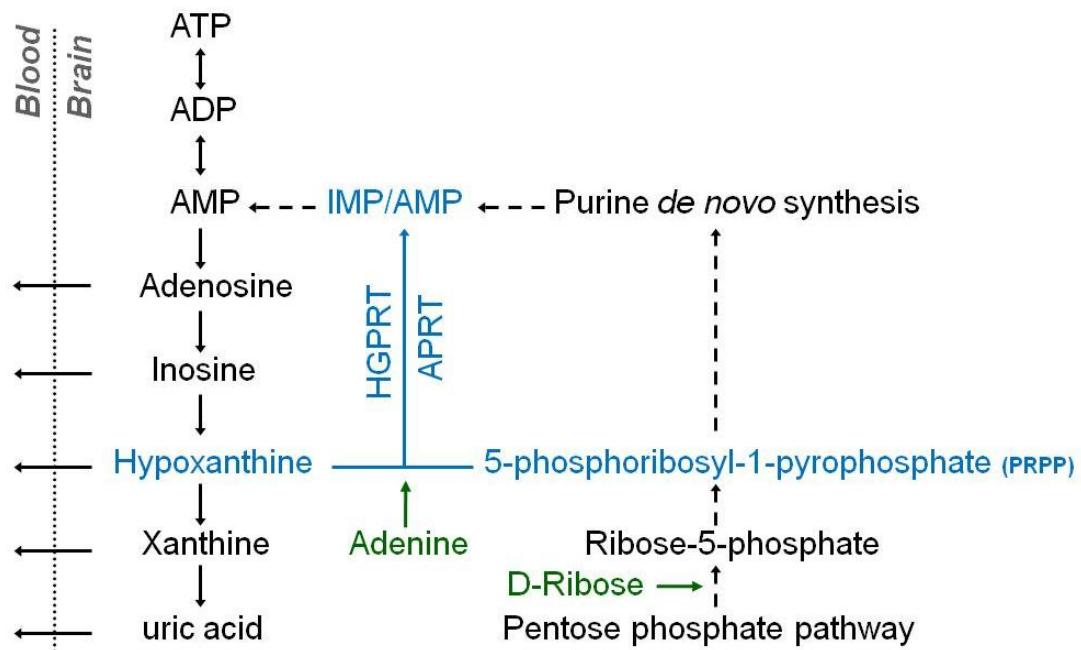 Blood
Brain
ATP
ADP
AMP
IMP/AMP
Purine de novo synthesis
Adenosine
HGPRT
APRT
Inosine
Hypoxanthine
5-phosphoribosyl-1-pyrophosphate (PRPP)
Xanthine
Adenine
Ribose-5-phosphate
D-Ribose
uric acid
Pentose phosphate pathway